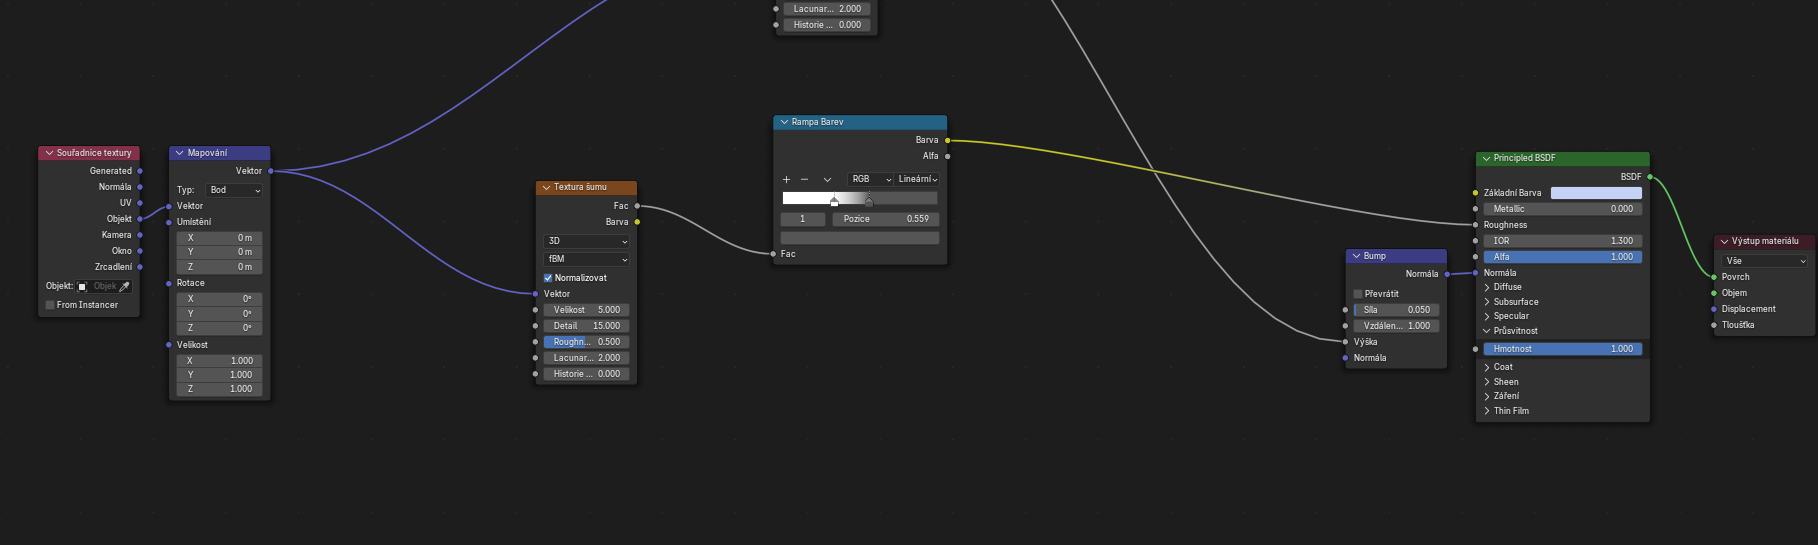 Lacunar... 2.000
Historie ... 0.000
Souřadnice textury
Generated
Normála
UV
Objekt
Kamera
Okno
Zrcadlení
Objekt: Objek
From Instancer
Mapování
Vektor
Typ: Bod
Vektor
Umístění
X 0 m
Y 0 m
Z 0 m
Rotace
X 0°
Y 0°
Z 0°
Velikost
X 1.000
Y 1.000
Z 1.000
Textura šumu
Fac
Barva
3D
fBM
Normalizovat
Vektor
Velikost 5.000
Detail 15.000
Roughn... 0.500
Lacunar... 2.000
Historie ... 0.000
Rampa Barev
Barva
Alfa
+ − RGB Lineární
1 Pozice 0.559
Fac
Bump
Normála
Převrátit
Síla 0.050
Vzdálen... 1.000
Výška
Normála
Principled BSDF
BSDF
Základní Barva
Metallic 0.000
Roughness
IOR 1.300
Alfa 1.000
Normála
Diffuse
Subsurface
Specular
Průsvitnost
Hmotnost 1.000
Coat
Sheen
Záření
Thin Film
Výstup materiálu
Vše
Povrch
Objem
Displacement
Tloušťka